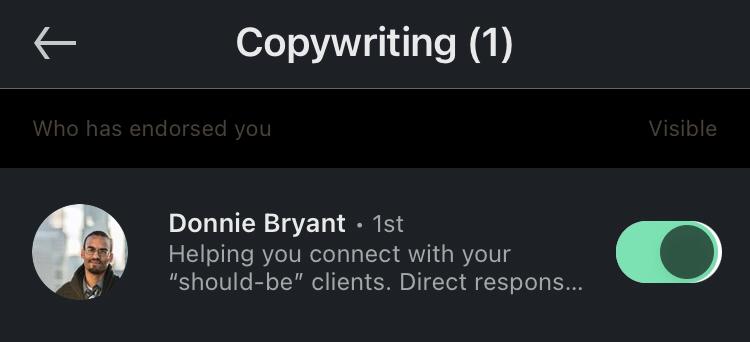 Copywriting (1)
Who has endorsed you Visible
Donnie Bryant • 1st
Helping you connect with your
“should-be” clients. Direct respons...